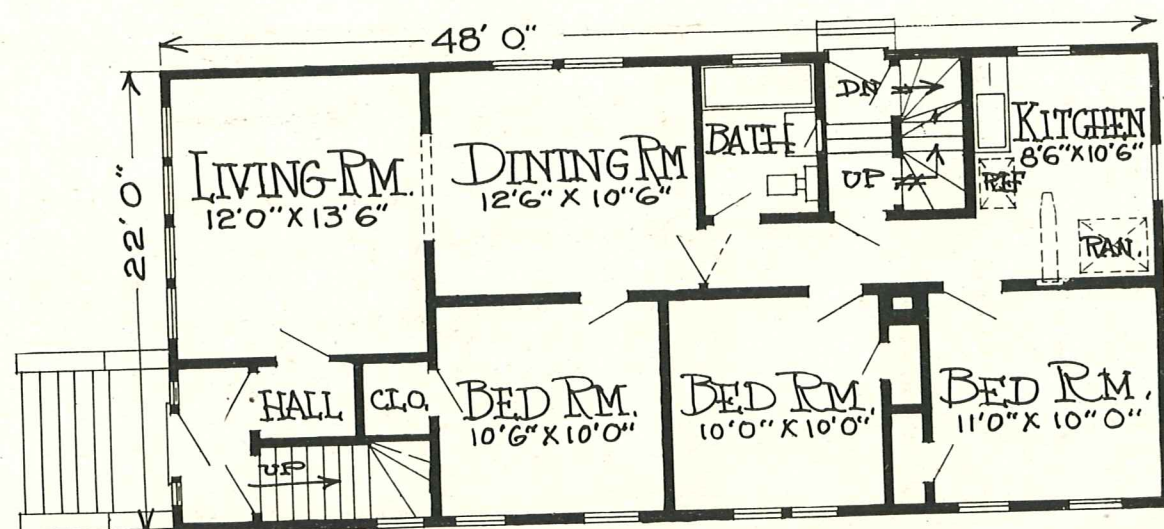 48' 0"
22' 0"
LIVING RM.
12'0" X 13'6"
DINING RM
12'6" X 10"6"
BATH
DN
UP
KITCHEN
8'6" X 10'6"
REF
RAN.
HALL
CLO.
UP
BED RM.
10'6" X 10'0"
BED RM.
10'0" X 10'0"
BED RM.
11'0" X 10"0"